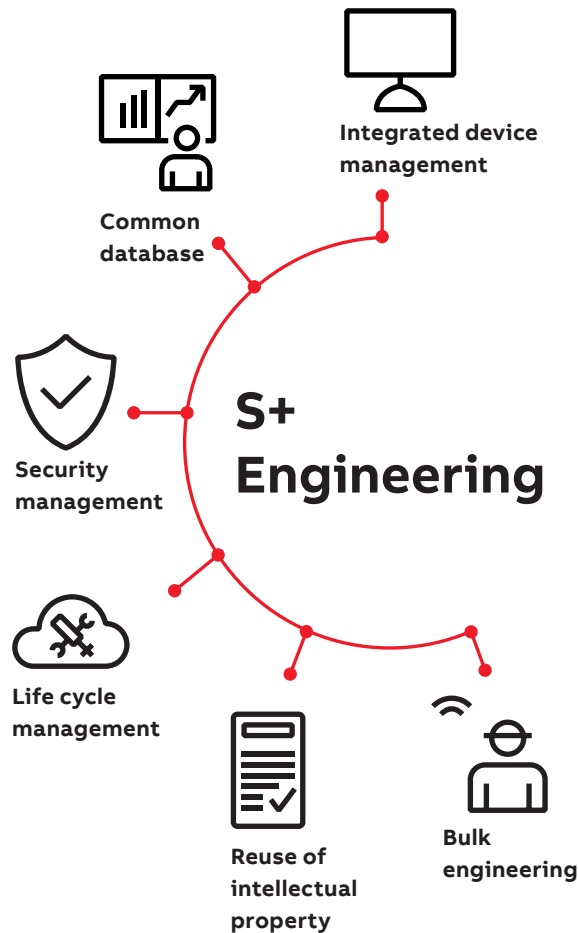 Integrated device
management
Common
database
S+
Engineering
Security
management
Life cycle
management
Reuse of
intellectual
property
Bulk
engineering